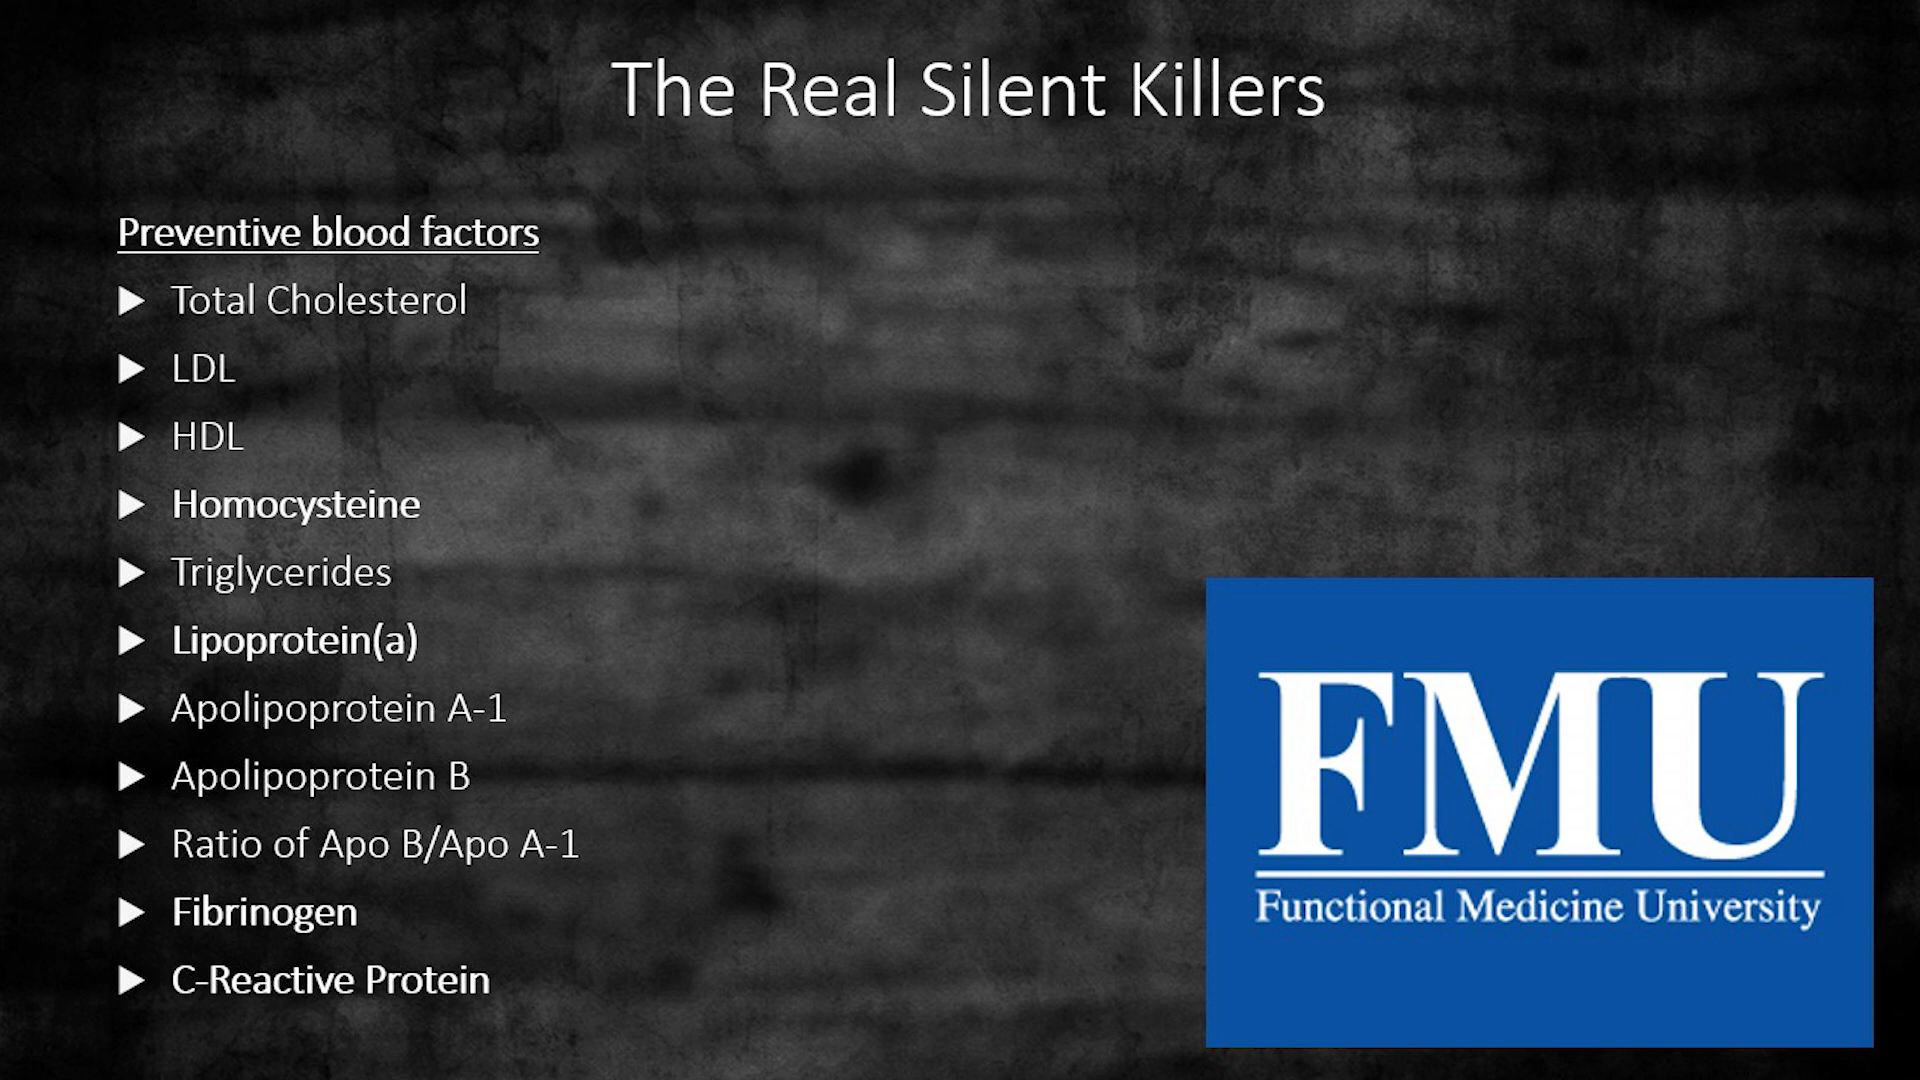 The Real Silent Killers
Preventive blood factors
Total Cholesterol
LDL
HDL
Homocysteine
Triglycerides
Lipoprotein(a)
Apolipoprotein A-1
Apolipoprotein B
Ratio of Apo B/Apo A-1
Fibrinogen
C-Reactive Protein
FMU
Functional Medicine University